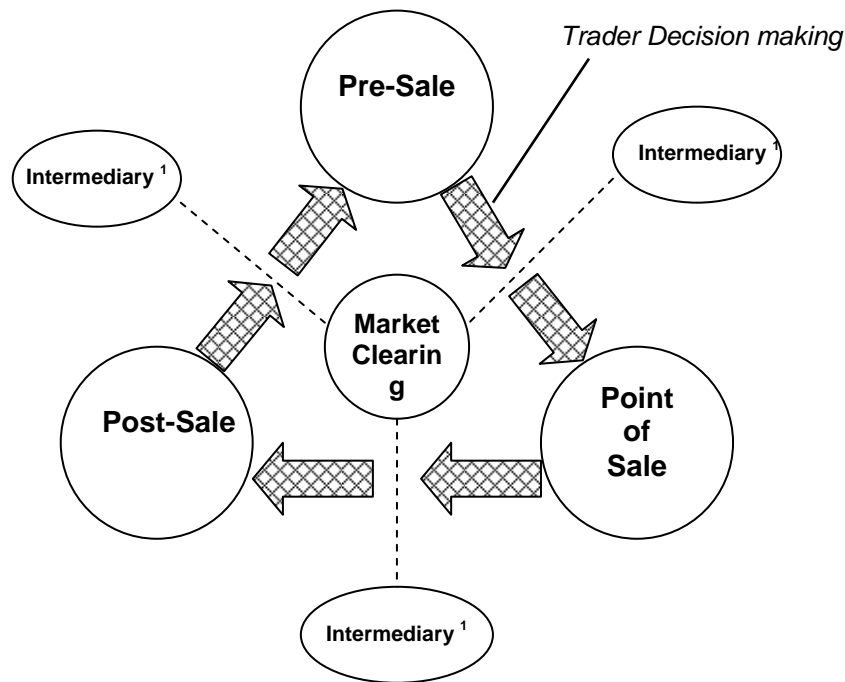 Trader Decision making
Pre-Sale
Intermediary ¹
Intermediary ¹
Market
Clearin
g
Post-Sale
Point
of
Sale
Intermediary ¹